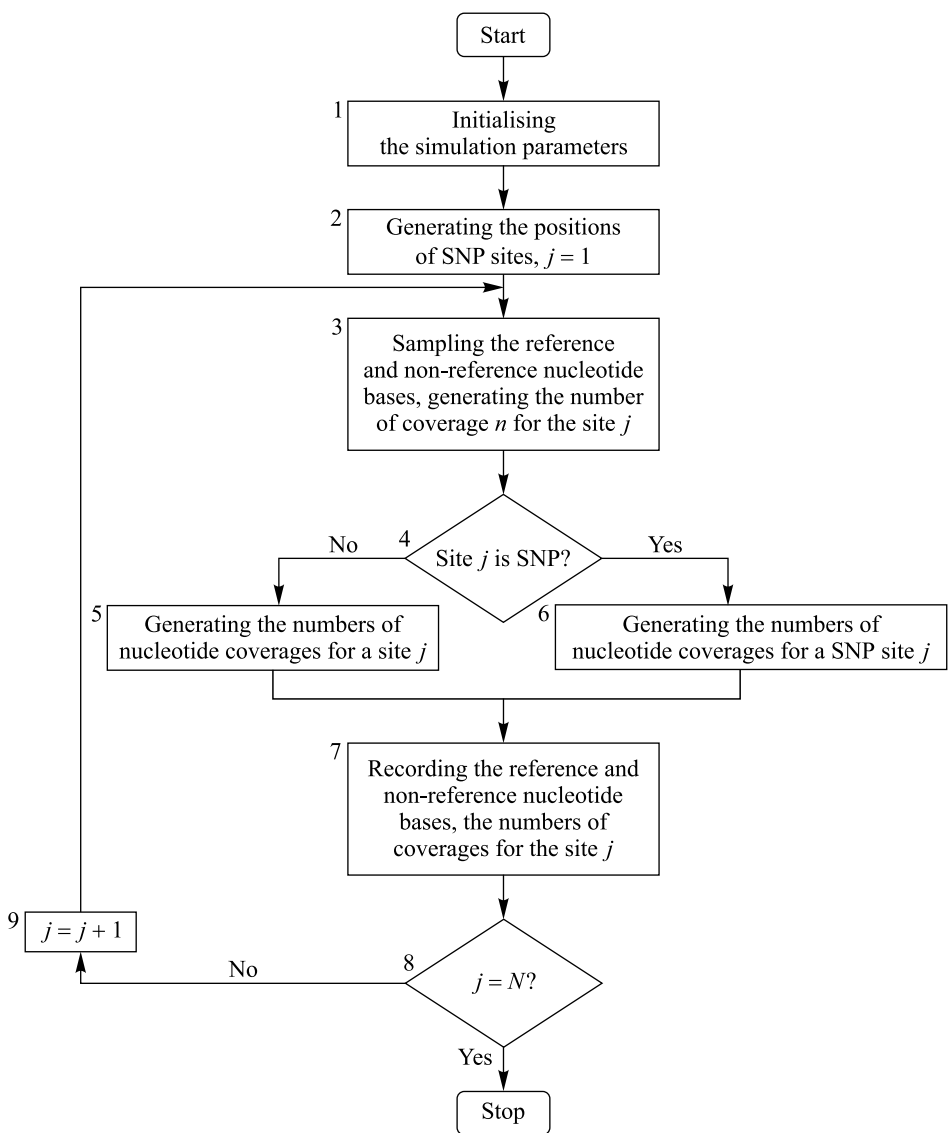 Start
1
Initialising
the simulation parameters
2
Generating the positions
of SNP sites, j = 1
3
Sampling the reference
and non-reference nucleotide
bases, generating the number
of coverage n for the site j
4
No
Site j is SNP?
Yes
5
Generating the numbers of
nucleotide coverages for a site j
6
Generating the numbers of
nucleotide coverages for a SNP site j
7
Recording the reference and
non-reference nucleotide
bases, the numbers of
coverages for the site j
9
j = j + 1
No
8
j = N?
Yes
Stop